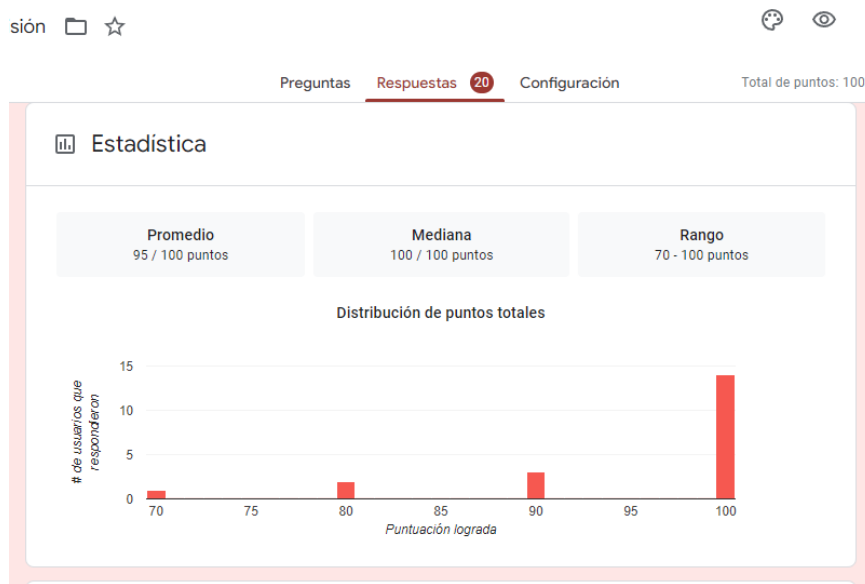 sión
Preguntas Respuestas 20 Configuración Total de puntos: 100
Estadística
Promedio Mediana Rango
95 / 100 puntos 100 / 100 puntos 70 - 100 puntos
Distribución de puntos totales
# de usuarios que
respondieron
15
10
5
0
70 75 80 85 90 95 100
Puntuación lograda